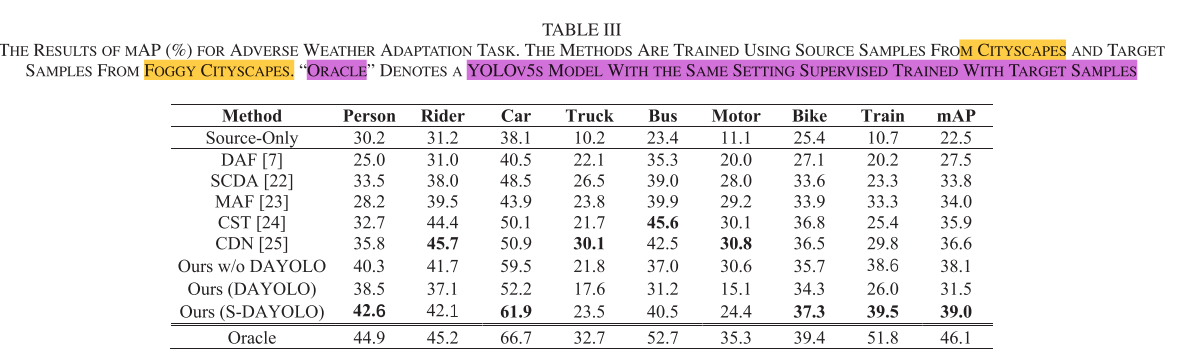 TABLE III
THE RESULTS OF MAP (%) FOR ADVERSE WEATHER ADAPTATION TASK. THE METHODS ARE TRAINED USING SOURCE SAMPLES FROM CITYSCAPES AND TARGET
SAMPLES FROM FOGGY CITYSCAPES. “ORACLE” DENOTES A YOLOV5S MODEL WITH THE SAME SETTING SUPERVISED TRAINED WITH TARGET SAMPLES
Method Person Rider Car Truck Bus Motor Bike Train mAP
Source-Only 30.2 31.2 38.1 10.2 23.4 11.1 25.4 10.7 22.5
DAF [7] 25.0 31.0 40.5 22.1 35.3 20.0 27.1 20.2 27.5
SCDA [22] 33.5 38.0 48.5 26.5 39.0 28.0 33.6 23.3 33.8
MAF [23] 28.2 39.5 43.9 23.8 39.9 29.2 33.9 33.3 34.0
CST [24] 32.7 44.4 50.1 21.7 45.6 30.1 36.8 25.4 35.9
CDN [25] 35.8 45.7 50.9 30.1 42.5 30.8 36.5 29.8 36.6
Ours w/o DAYOLO 40.3 41.7 59.5 21.8 37.0 30.6 35.7 38.6 38.1
Ours (DAYOLO) 38.5 37.1 52.2 17.6 31.2 15.1 34.3 26.0 31.5
Ours (S-DAYOLO) 42.6 42.1 61.9 23.5 40.5 24.4 37.3 39.5 39.0
Oracle 44.9 45.2 66.7 32.7 52.7 35.3 39.4 51.8 46.1